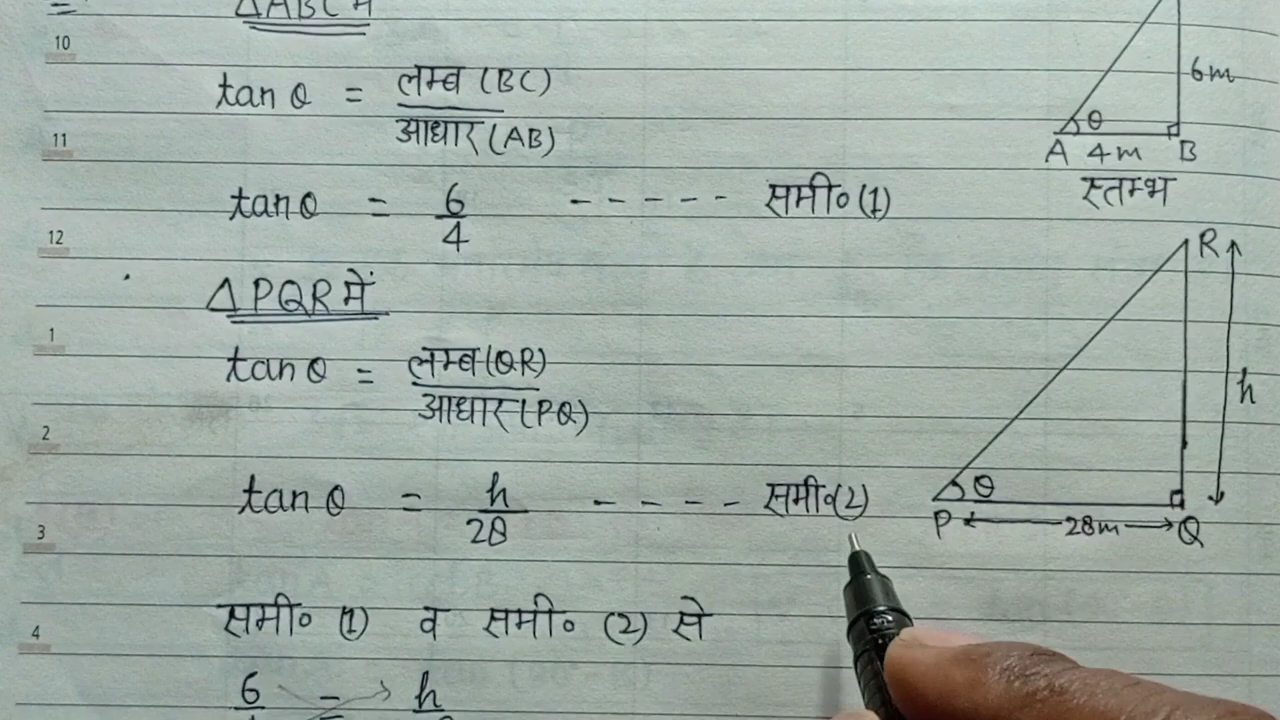 ΔABC में
10
tan θ = लम्ब (BC)
आधार (AB)
11
tan θ = 6/4 ----- समी० (1)
12
Δ PQR में
1
tan θ = लम्ब (QR)
आधार (PQ)
2
tan θ = h/28 ---- समी० (2)
3
समी० (1) व समी० (2) से
4
6 = h
6m
θ
A 4m B
स्तम्भ
R
h
θ
P 28m Q